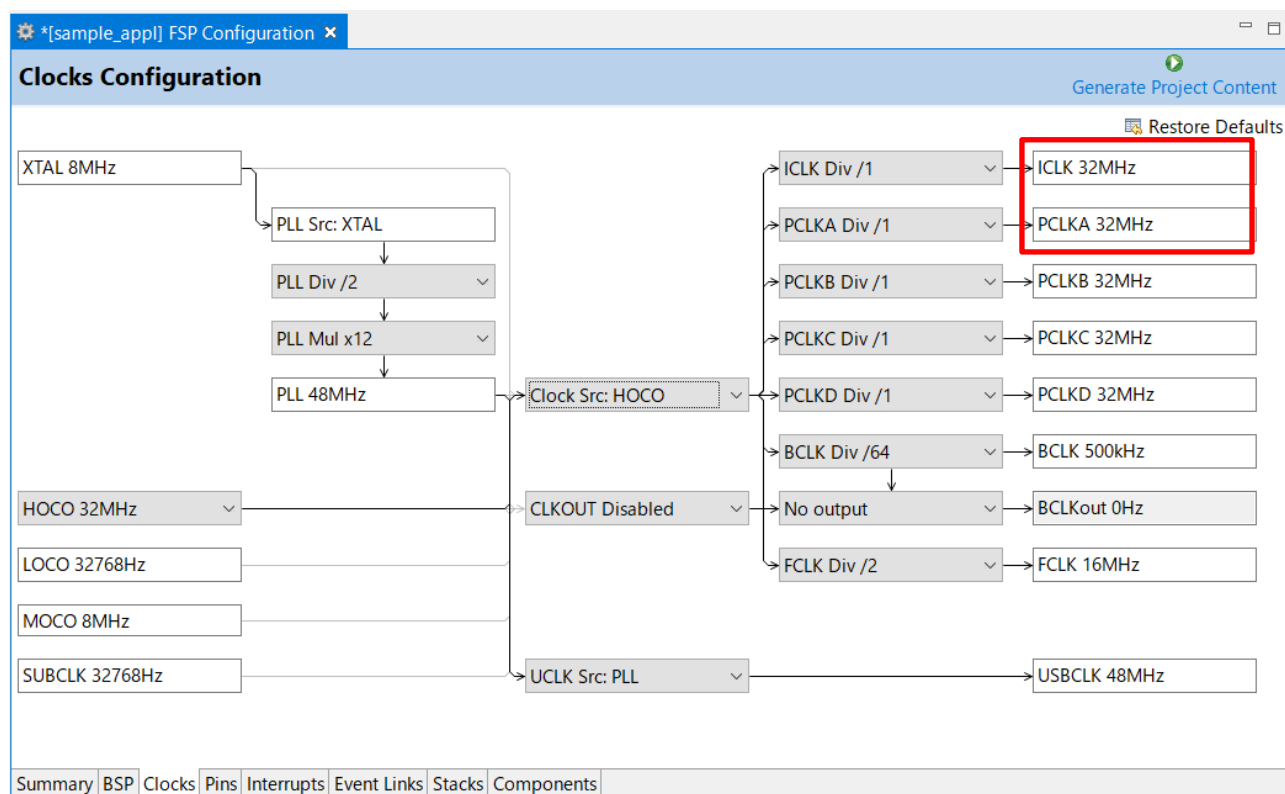 *[sample_appl] FSP Configuration
Clocks Configuration
Generate Project Content
Restore Defaults
XTAL 8MHz
PLL Src: XTAL
PLL Div /2
PLL Mul x12
PLL 48MHz
HOCO 32MHz
LOCO 32768Hz
MOCO 8MHz
SUBCLK 32768Hz
Clock Src: HOCO
CLKOUT Disabled
UCLK Src: PLL
ICLK Div /1
ICLK 32MHz
PCLKA Div /1
PCLKA 32MHz
PCLKB Div /1
PCLKB 32MHz
PCLKC Div /1
PCLKC 32MHz
PCLKD Div /1
PCLKD 32MHz
BCLK Div /64
BCLK 500kHz
No output
BCLKout 0Hz
FCLK Div /2
FCLK 16MHz
USBCLK 48MHz
Summary BSP Clocks Pins Interrupts Event Links Stacks Components